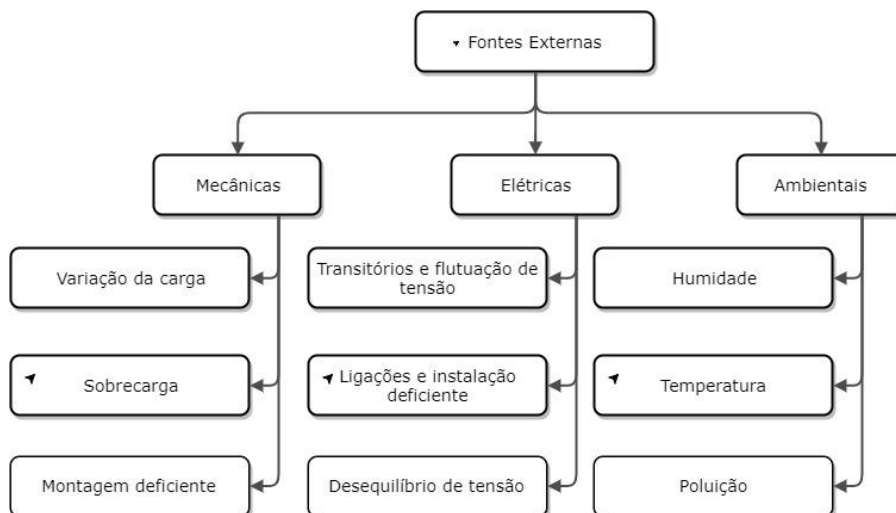 Fontes Externas
Mecânicas
Elétricas
Ambientais
Variação da carga
Transitórios e flutuação de
tensão
Humidade
Sobrecarga
Ligações e instalação
deficiente
Temperatura
Montagem deficiente
Desequilíbrio de tensão
Poluição